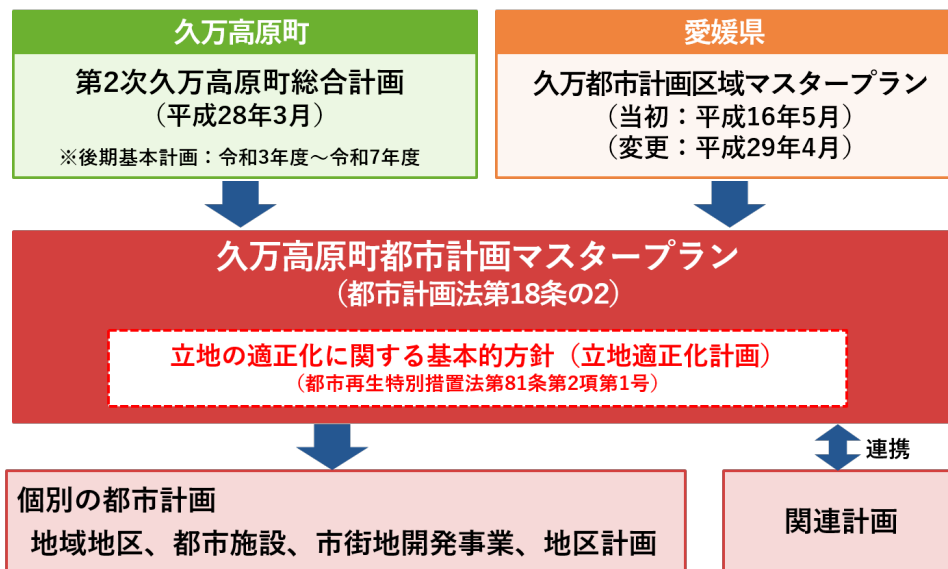 久万高原町
第2次久万高原町総合計画
（平成28年3月）
※後期基本計画：令和3年度～令和7年度
愛媛県
久万都市計画区域マスタープラン
（当初：平成16年5月）
（変更：平成29年4月）
久万高原町都市計画マスタープラン
（都市計画法第18条の2）
立地の適正化に関する基本的方針（立地適正化計画）
（都市再生特別措置法第81条第2項第1号）
連携
個別の都市計画
地域地区、都市施設、市街地開発事業、地区計画
関連計画